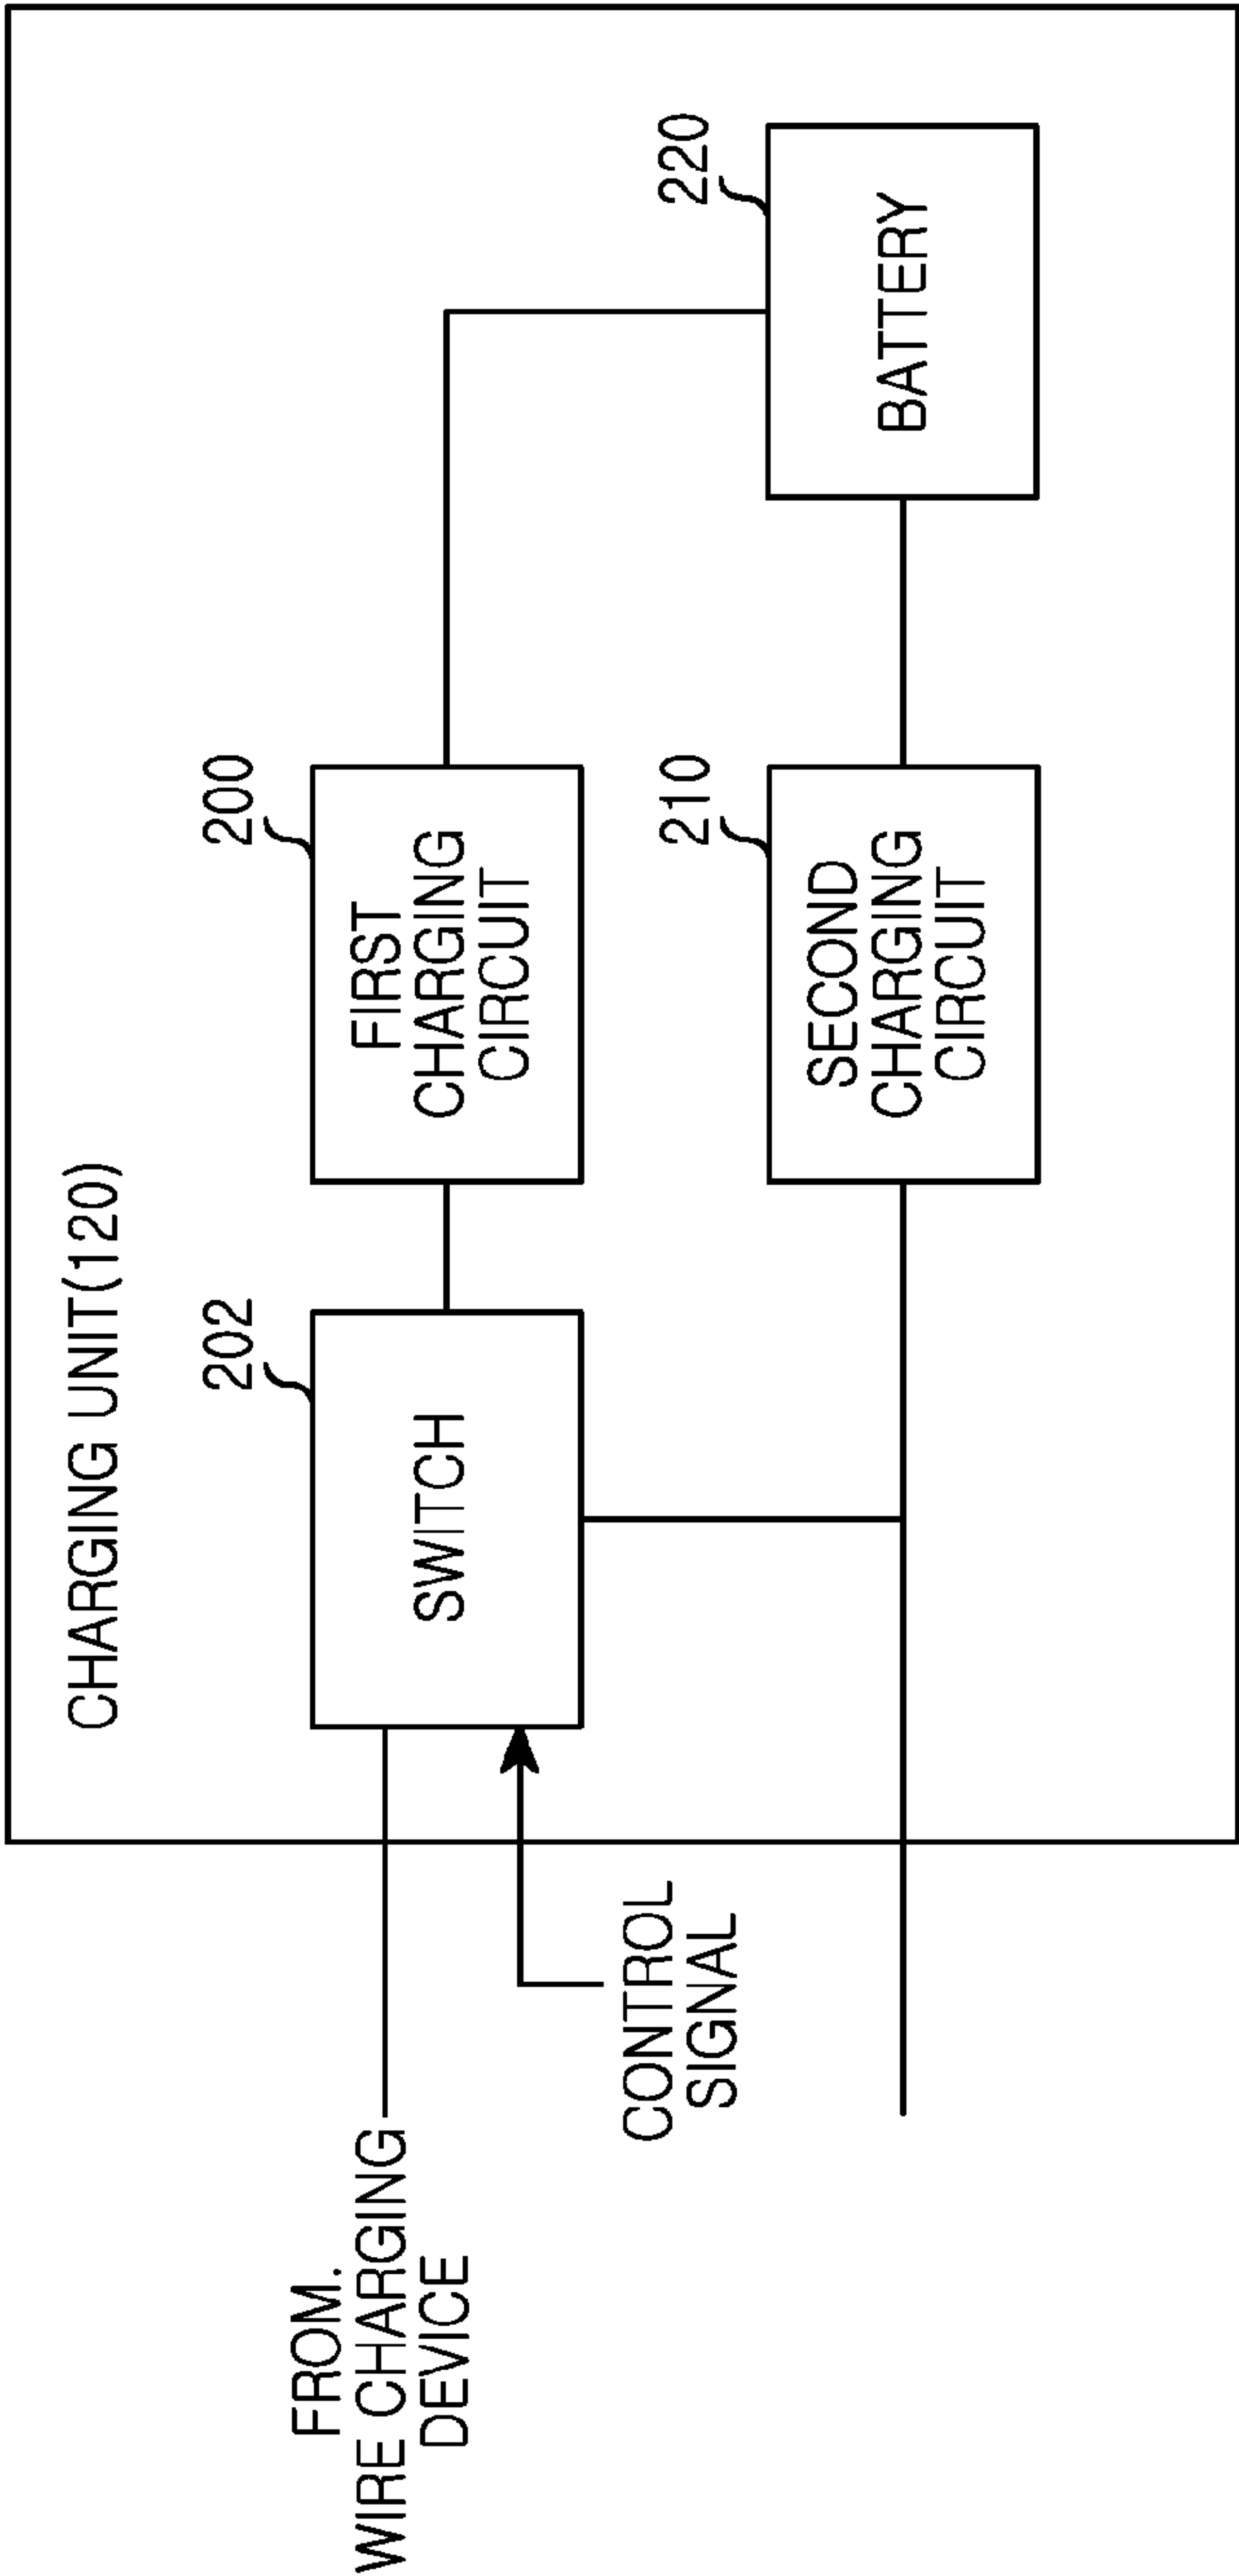 CHARGING UNIT(120)
202
200
SWITCH
FIRST
CHARGING
CIRCUIT
FROM.
WIRE CHARGING
DEVICE
CONTROL
SIGNAL
210
220
SECOND
CHARGING
CIRCUIT
BATTERY